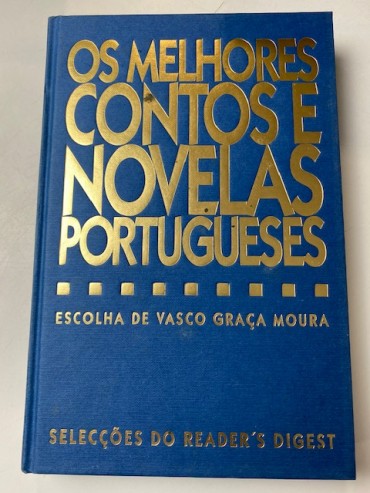 OS MELHORES
CONTOS E
NOVELAS
PORTUGUESES
ESCOLHA DE VASCO GRAÇA MOURA
SELECÇÕES DO READER'S DIGEST